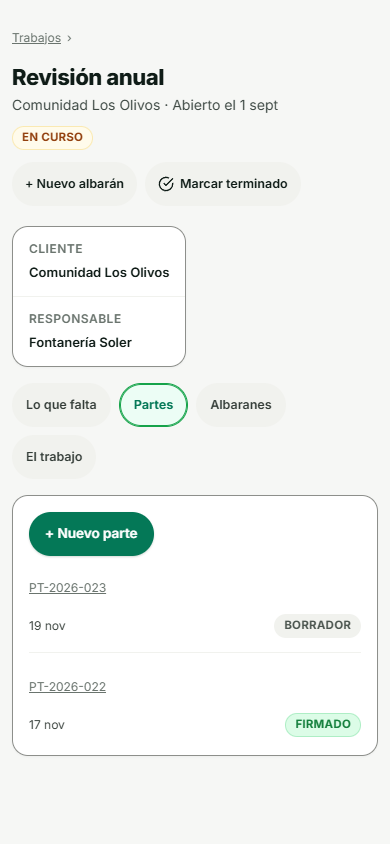 Trabajos ›
Revisión anual
Comunidad Los Olivos · Abierto el 1 sept
EN CURSO
+ Nuevo albarán
Marcar terminado
CLIENTE
Comunidad Los Olivos
RESPONSABLE
Fontanería Soler
Lo que falta
Partes
Albaranes
El trabajo
+ Nuevo parte
PT-2026-023
19 nov
BORRADOR
PT-2026-022
17 nov
FIRMADO